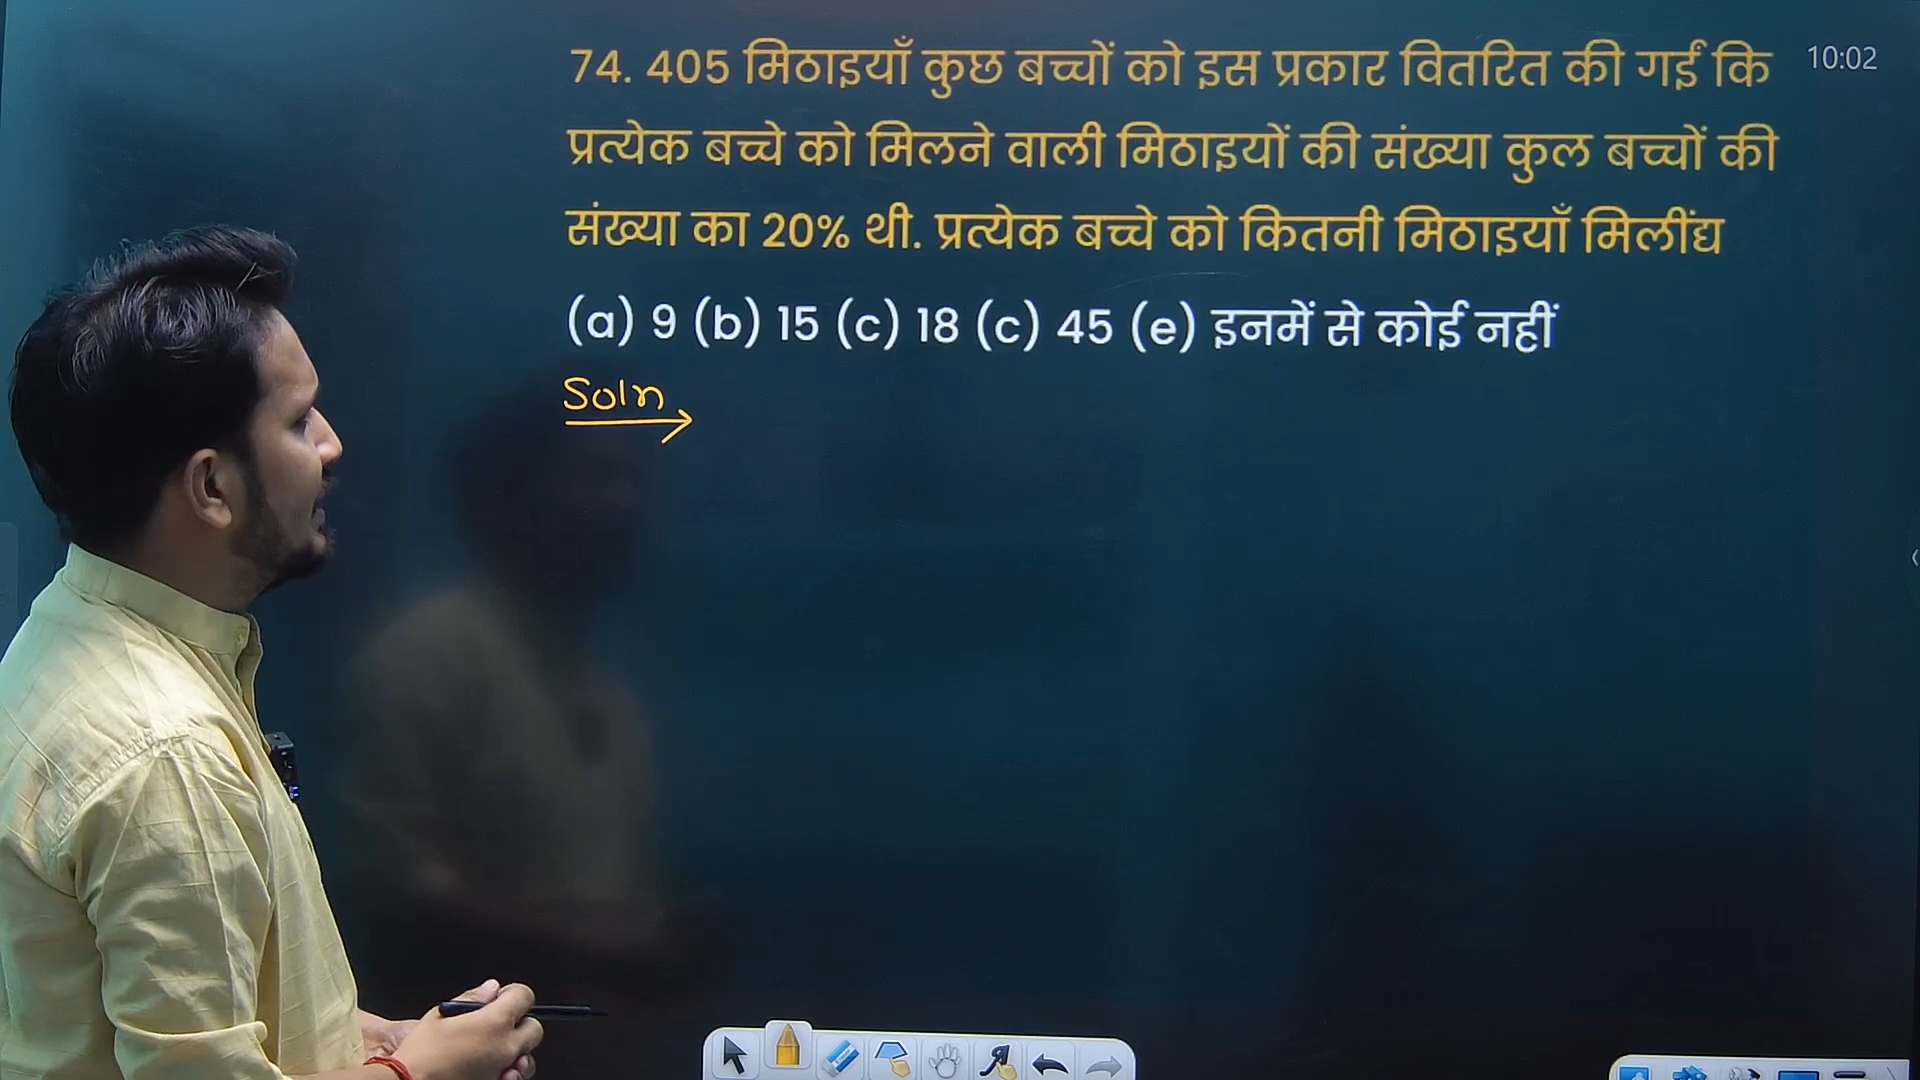 74. 405 मिठाइयाँ कुछ बच्चों को इस प्रकार वितरित की गईं कि
10:02
प्रत्येक बच्चे को मिलने वाली मिठाइयों की संख्या कुल बच्चों की
संख्या का 20% थी. प्रत्येक बच्चे को कितनी मिठाइयाँ मिलींद्य
(a) 9 (b) 15 (c) 18 (c) 45 (e) इनमें से कोई नहीं
Soln